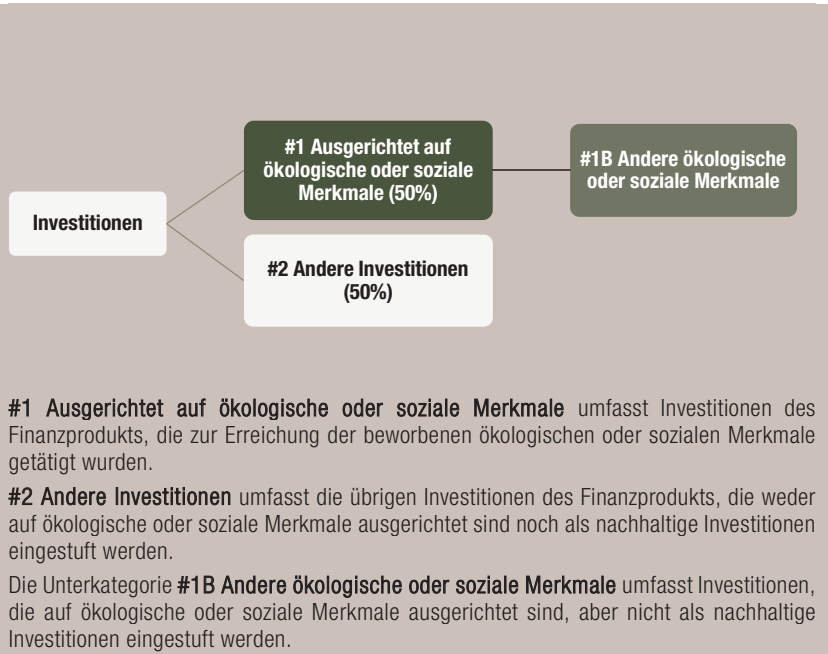 #1 Ausgerichtet auf
ökologische oder soziale
Merkmale (50%)
#1B Andere ökologische
oder soziale Merkmale
Investitionen
#2 Andere Investitionen
(50%)
#1 Ausgerichtet auf ökologische oder soziale Merkmale umfasst Investitionen des
Finanzprodukts, die zur Erreichung der beworbenen ökologischen oder sozialen Merkmale
getätigt wurden.
#2 Andere Investitionen umfasst die übrigen Investitionen des Finanzprodukts, die weder
auf ökologische oder soziale Merkmale ausgerichtet sind noch als nachhaltige Investitionen
eingestuft werden.
Die Unterkategorie #1B Andere ökologische oder soziale Merkmale umfasst Investitionen,
die auf ökologische oder soziale Merkmale ausgerichtet sind, aber nicht als nachhaltige
Investitionen eingestuft werden.